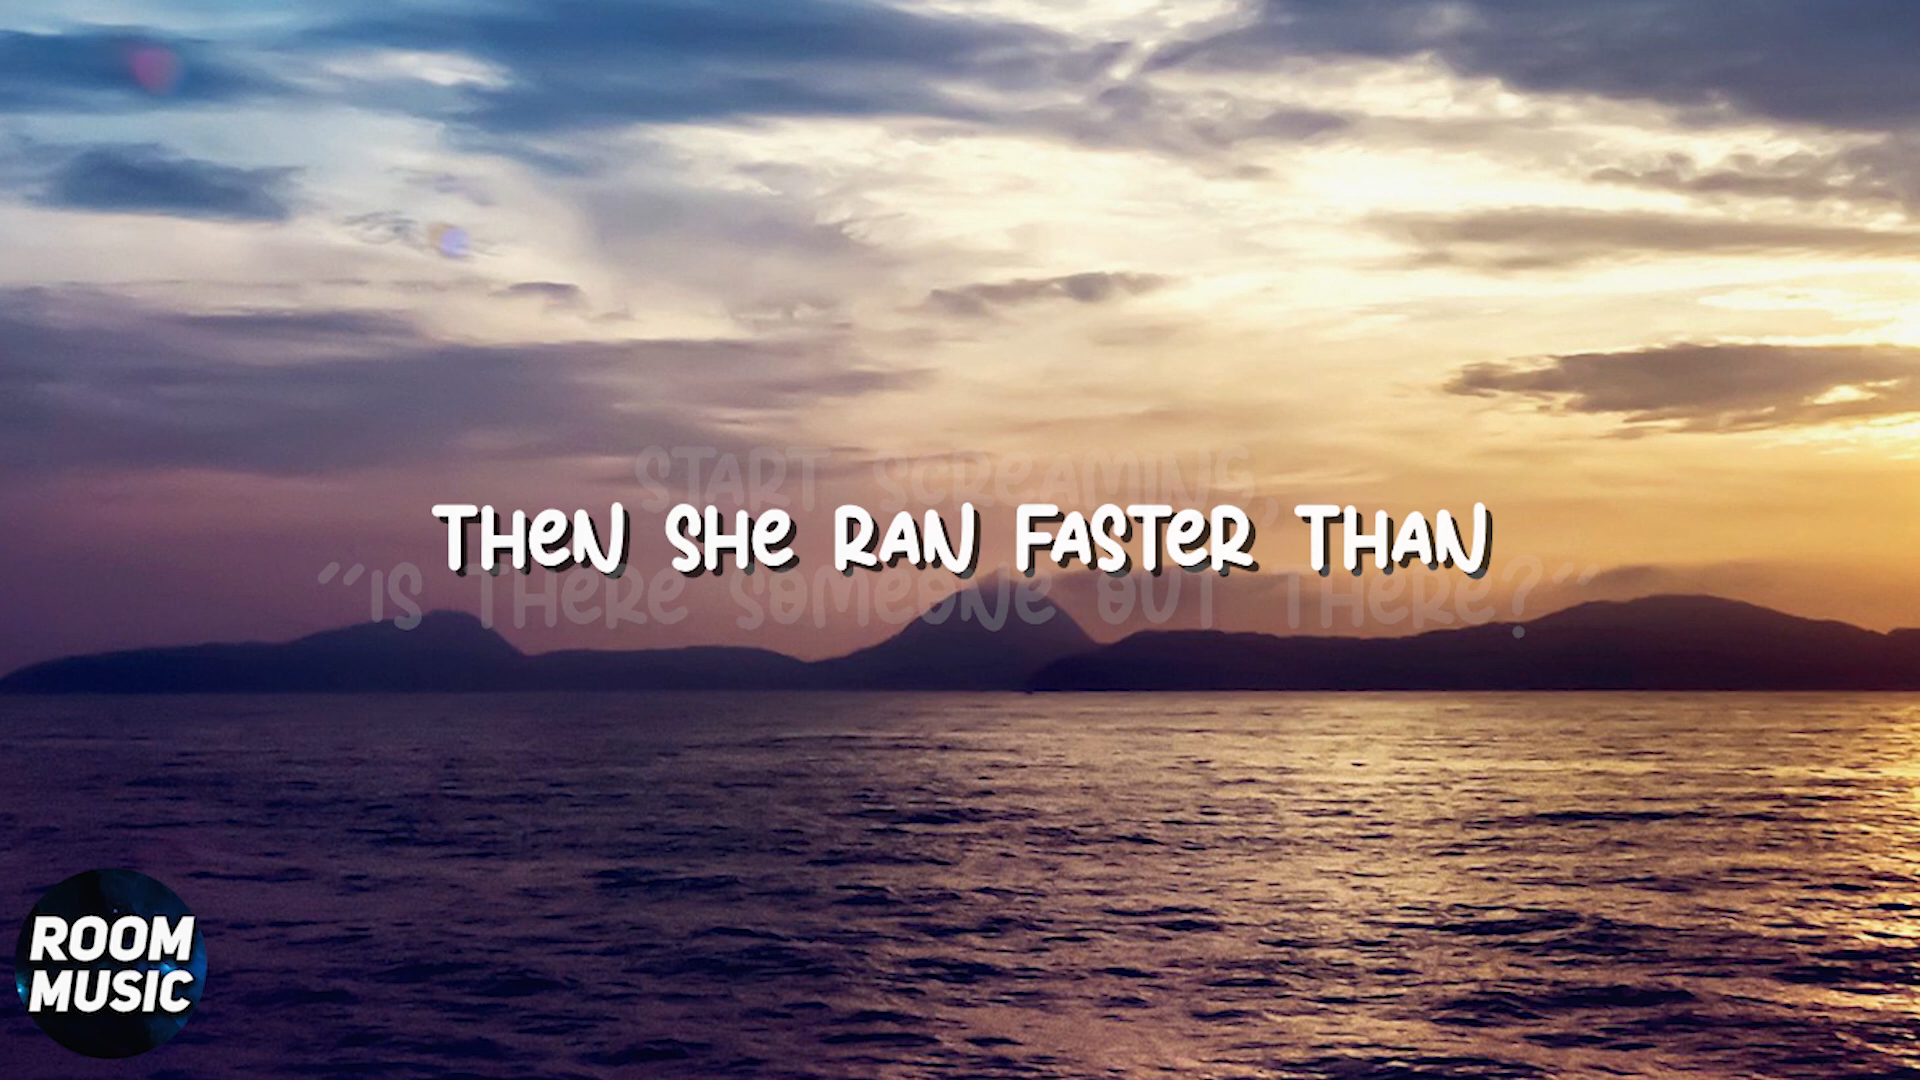 START SCREAMING,
THEN SHE RAN FASTER THAN
"IS THERE SOMEONE OUT THERE?"
ROOM
MUSIC